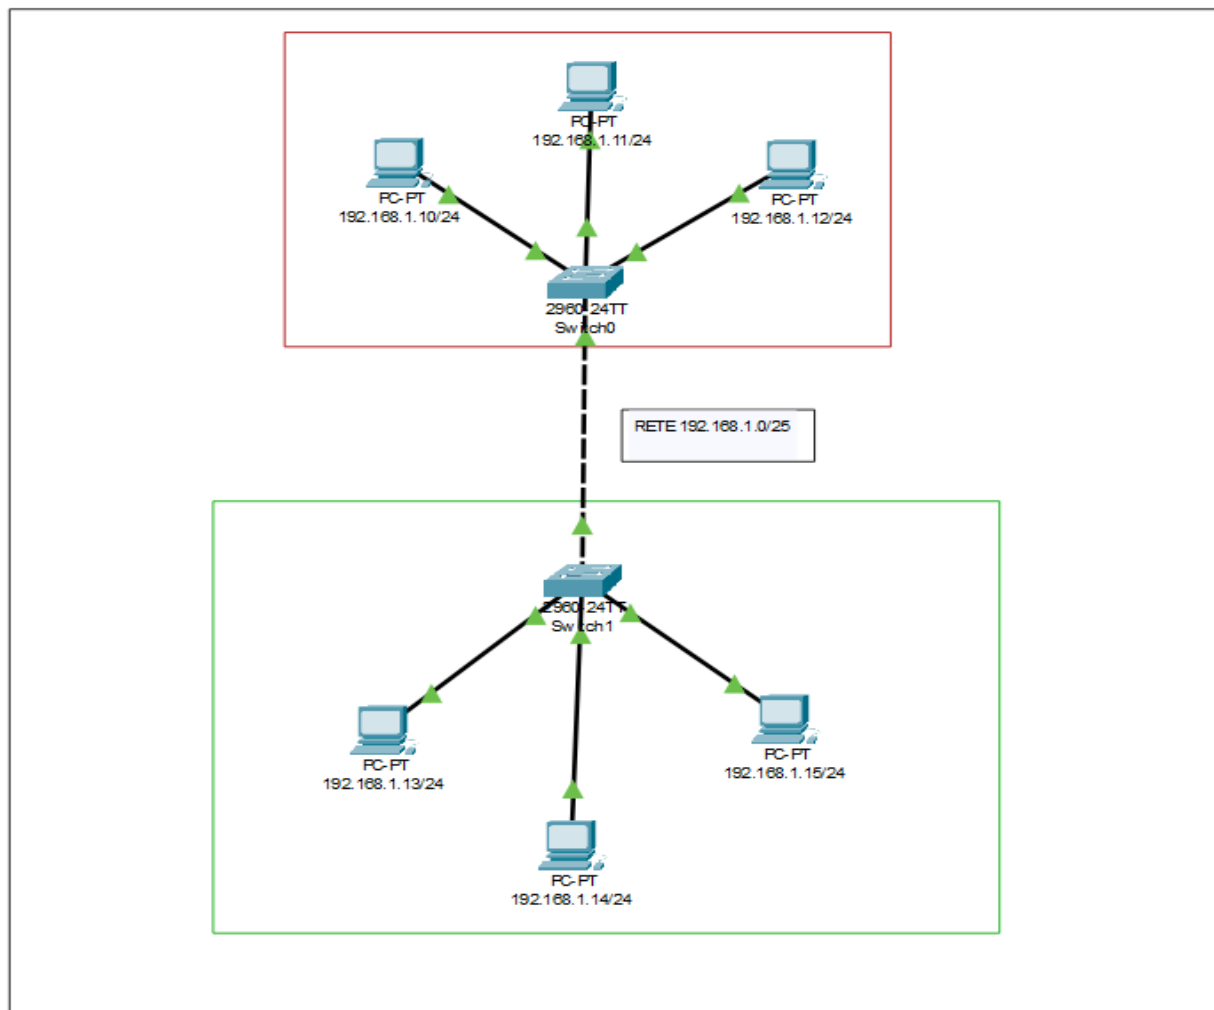 PC-PT
192.168.1.11/24
PC-PT
192.168.1.10/24
PC-PT
192.168.1.12/24
2960-24TT
Switch0
RETE 192.168.1.0/25
2960-24TT
Switch1
PC-PT
192.168.1.13/24
PC-PT
192.168.1.15/24
PC-PT
192.168.1.14/24